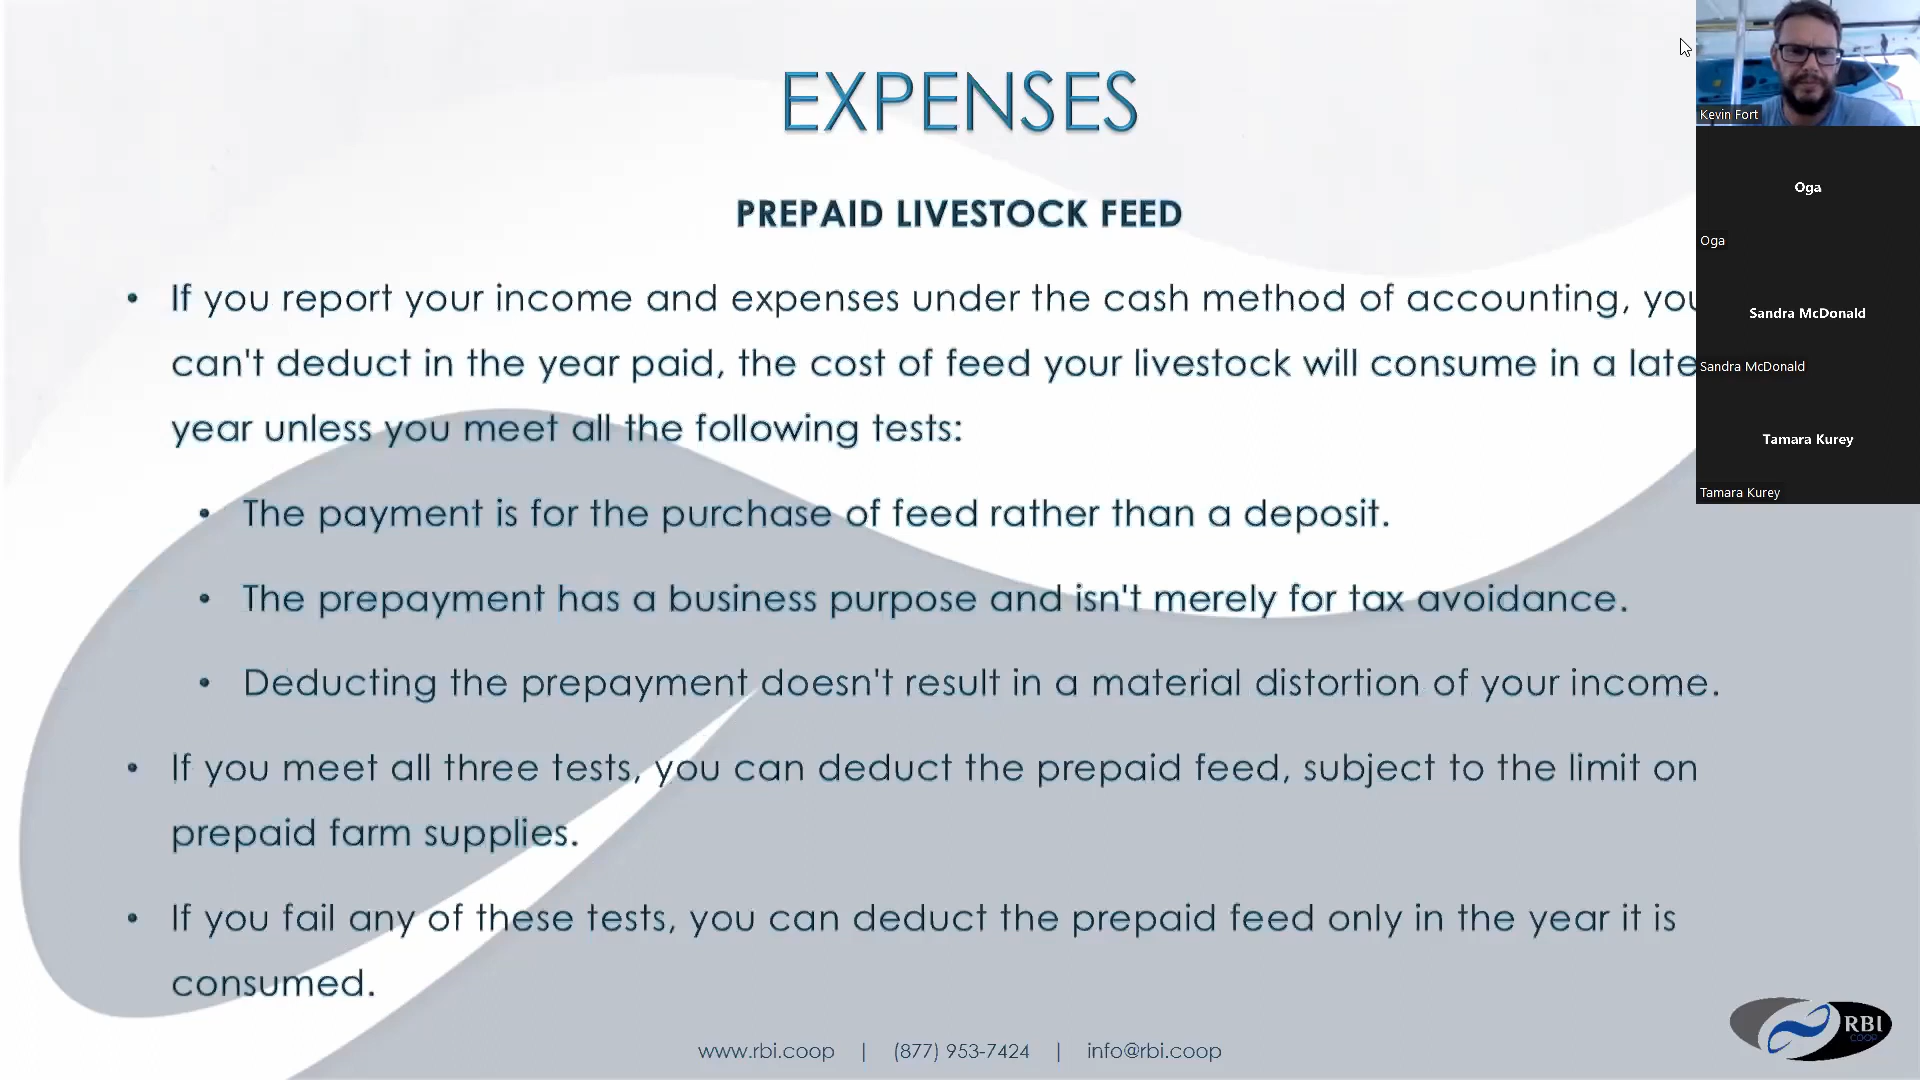 EXPENSES
PREPAID LIVESTOCK FEED
• If you report your income and expenses under the cash method of accounting, you
can't deduct in the year paid, the cost of feed your livestock will consume in a late
year unless you meet all the following tests:
• The payment is for the purchase of feed rather than a deposit.
• The prepayment has a business purpose and isn't merely for tax avoidance.
• Deducting the prepayment doesn't result in a material distortion of your income.
• If you meet all three tests, you can deduct the prepaid feed, subject to the limit on
prepaid farm supplies.
• If you fail any of these tests, you can deduct the prepaid feed only in the year it is
consumed.
www.rbi.coop | (877) 953-7424 | info@rbi.coop
RBI
COOP
Kevin Fort
Oga
Oga
Sandra McDonald
Sandra McDonald
Tamara Kurey
Tamara Kurey